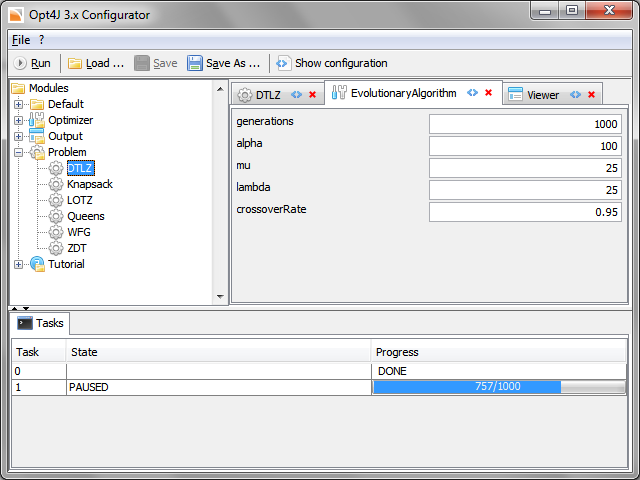 Opt4J 3.x Configurator
File ?
Run Load ... Save Save As ... Show configuration
Modules
Default
Optimizer
Output
Problem
DTLZ
Knapsack
LOTZ
Queens
WFG
ZDT
Tutorial
DTLZ EvolutionaryAlgorithm Viewer
generations 1000
alpha 100
mu 25
lambda 25
crossoverRate 0.95
Tasks
Task State Progress
0 DONE
1 PAUSED 757/1000